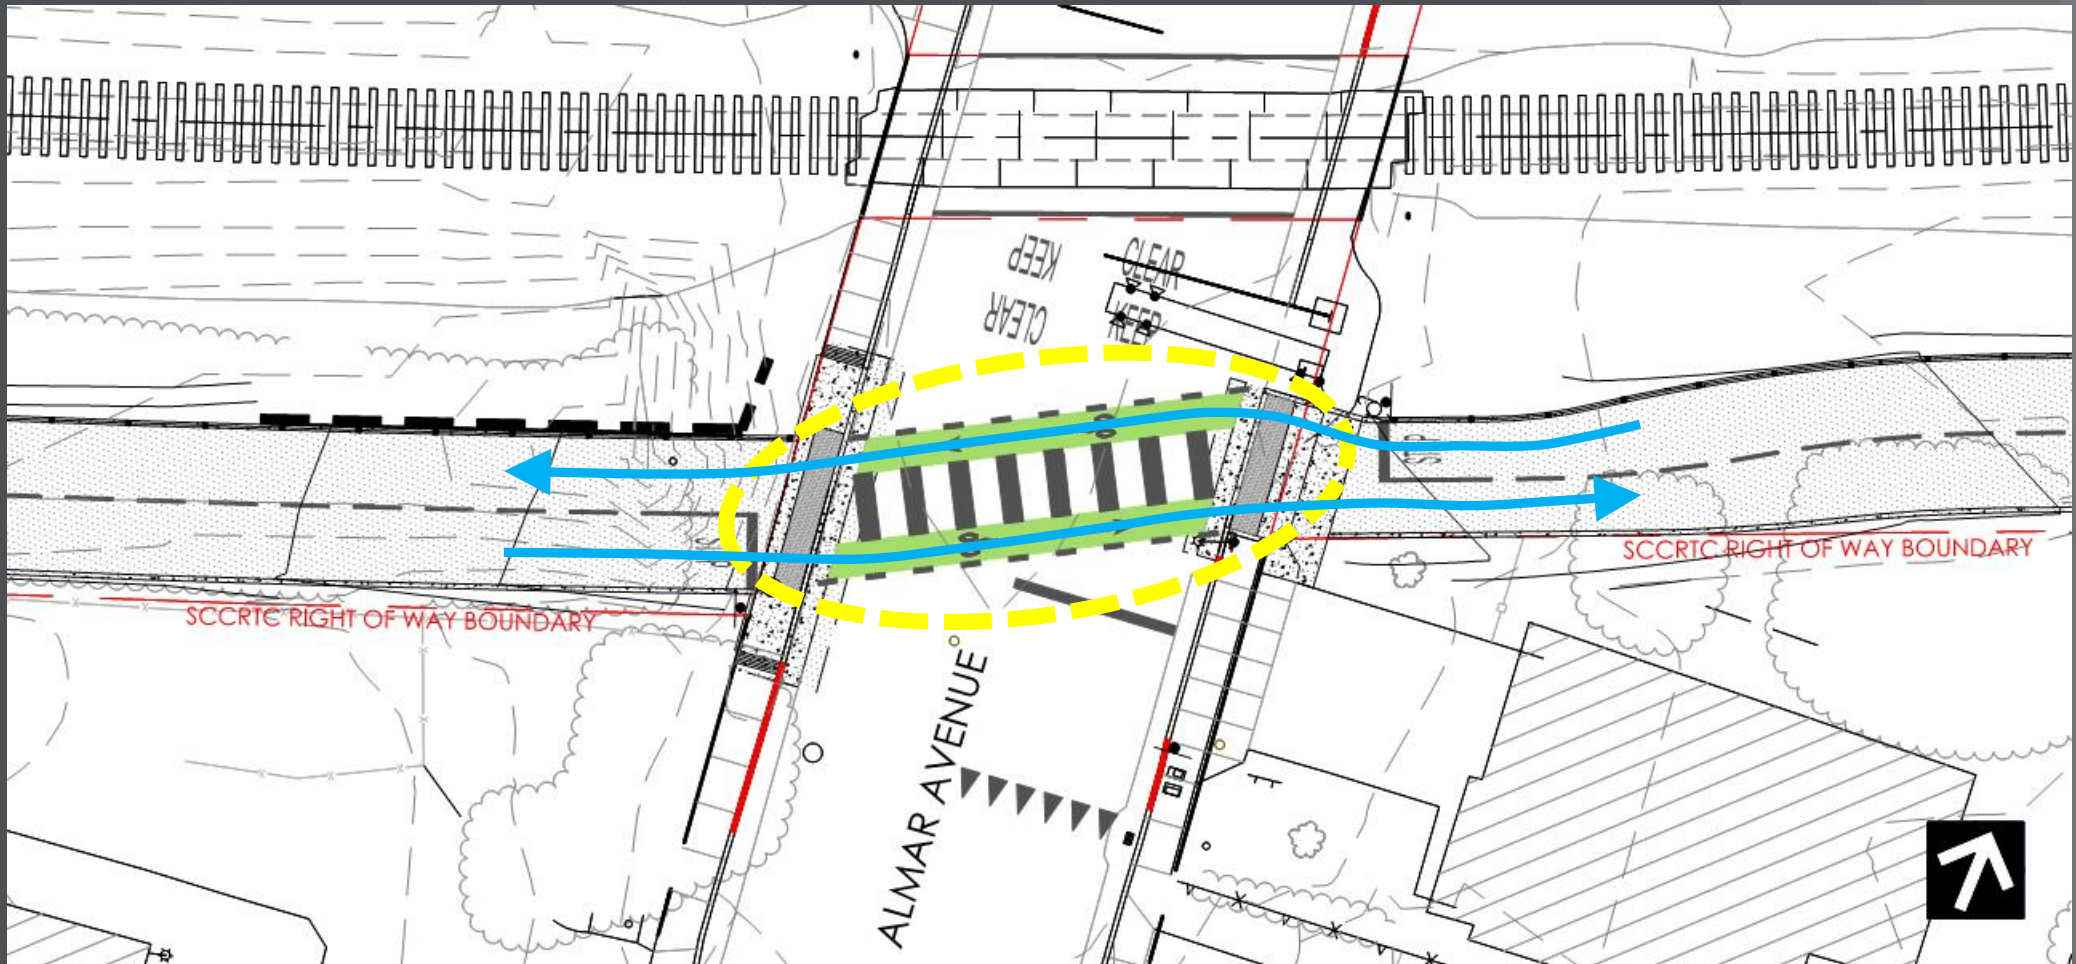 KEEP
CLEAR
CLEAR
KEEP
SCCRTC RIGHT OF WAY BOUNDARY
SCCRTC RIGHT OF WAY BOUNDARY
ALMAR AVENUE